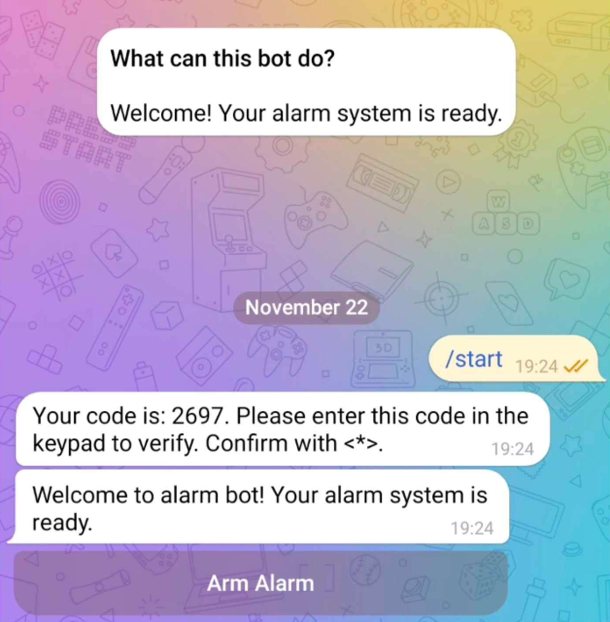 What can this bot do?
Welcome! Your alarm system is ready.
PRESS
START
W
A S D
3D
November 22
/start 19:24
Your code is: 2697. Please enter this code in the
keypad to verify. Confirm with <*>. 19:24
Welcome to alarm bot! Your alarm system is
ready. 19:24
Arm Alarm